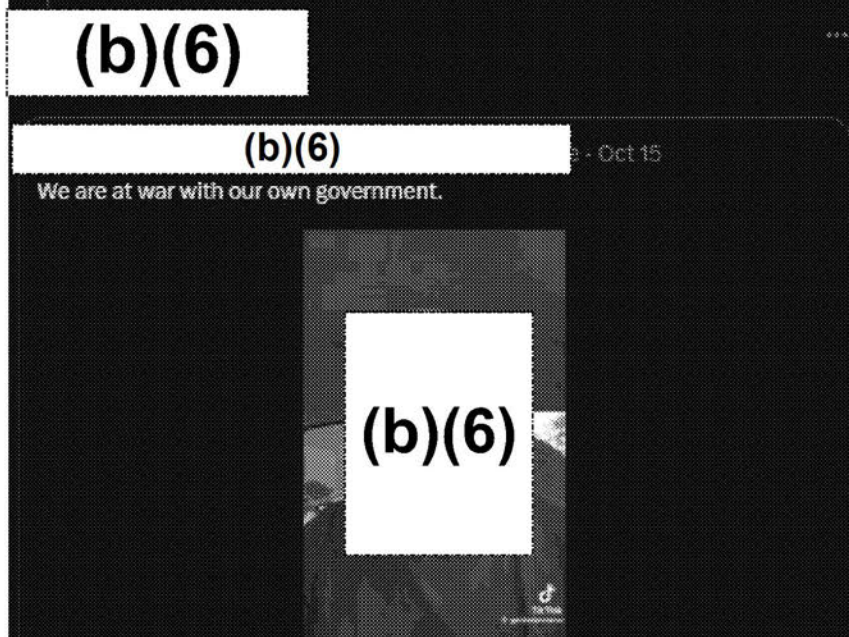 (b)(6)
(b)(6)
· Oct 15
We are at war with our own government.
(b)(6)
TikTok